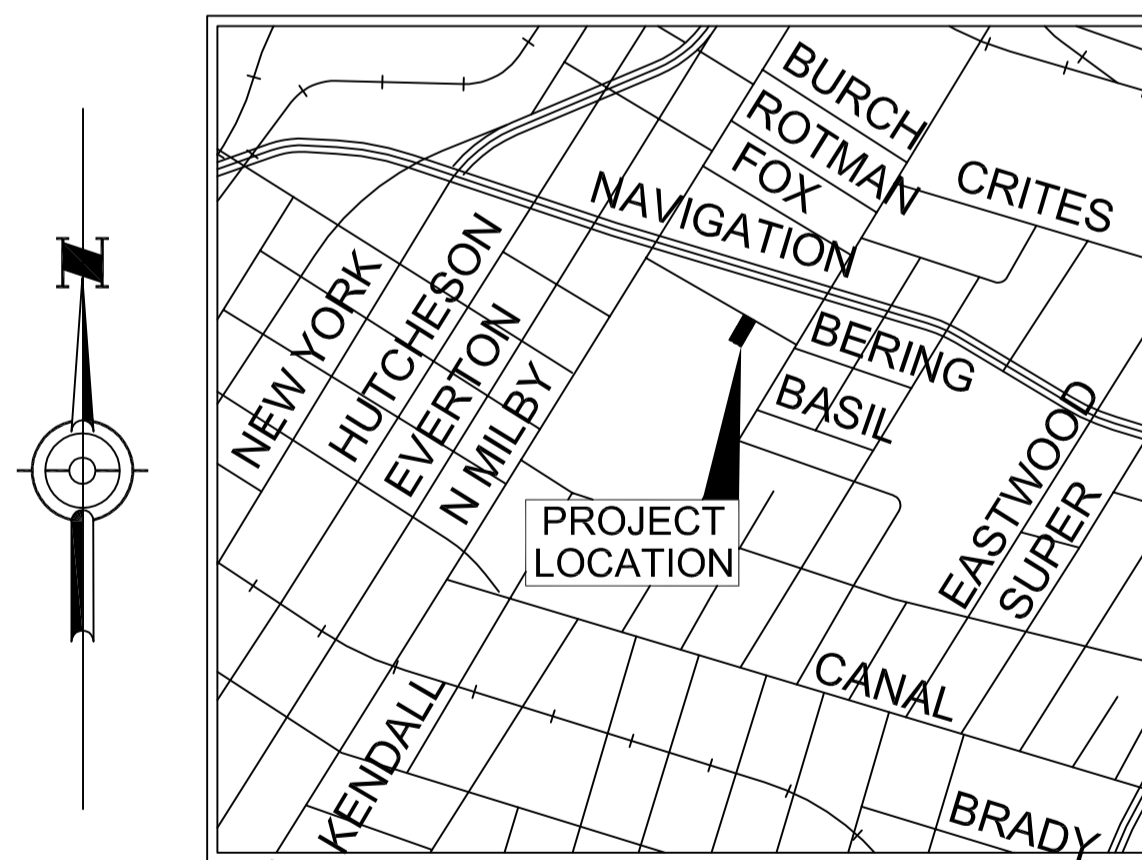 N
BURCH
ROTMAN
FOX
CRITES
NAVIGATION
NEW YORK
HUTCHESON
EVERTON
N MILBY
BERING
BASIL
EASTWOOD
SUPER
PROJECT
LOCATION
CANAL
KENDALL
BRADY